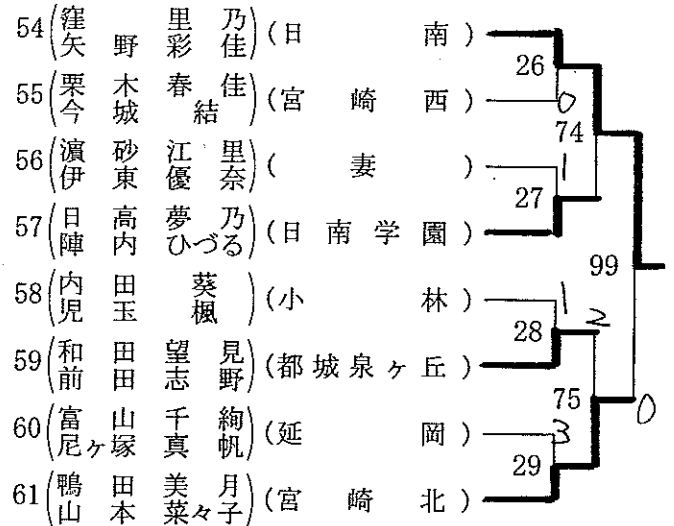 54 (窪 里乃 矢野彩佳) (日南)
26
55 (栗木春佳 今城結) (宮崎西) 0
74
56 (濵砂江里 伊東優奈) (妻) 1
27
57 (日高夢乃 陣内ひづる) (日南学園)
99
58 (内田葵 児玉楓) (小林) 1
28 2
59 (和田望見 前田志野) (都城泉ヶ丘)
75 0
60 (富山千絢 尼ヶ塚真帆) (延岡) 3
29
61 (鴨田美月 山本菜々子) (宮崎北)